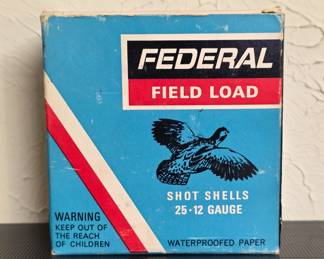 FEDERAL
FIELD LOAD
SHOT SHELLS
25·12 GAUGE
WARNING
KEEP OUT OF
THE REACH
OF CHILDREN
WATERPROOFED PAPER